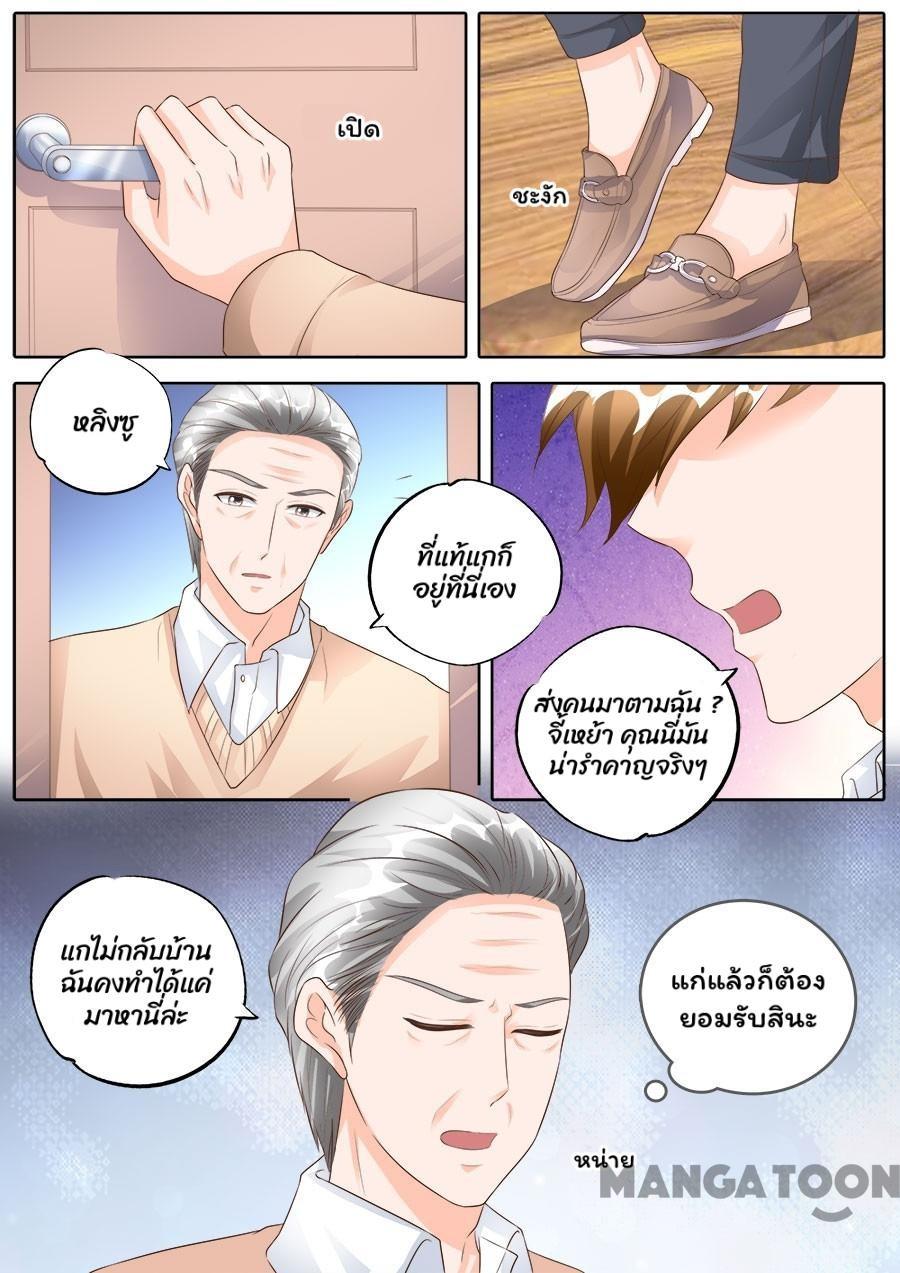 เปิด
ชะงัก
หลิงซู
ที่แท้แกก็
อยู่ที่นี่เอง
ส่งคนมาตามฉัน ?
จี้เหย้า คุณนี่มัน
น่ารำคาญจริงๆ
แกไม่กลับบ้าน
ฉันคงทำได้แค่
มาหานี่ล่ะ
แก่แล้วก็ต้อง
ยอมรับสินะ
หน่าย
MANGATOON